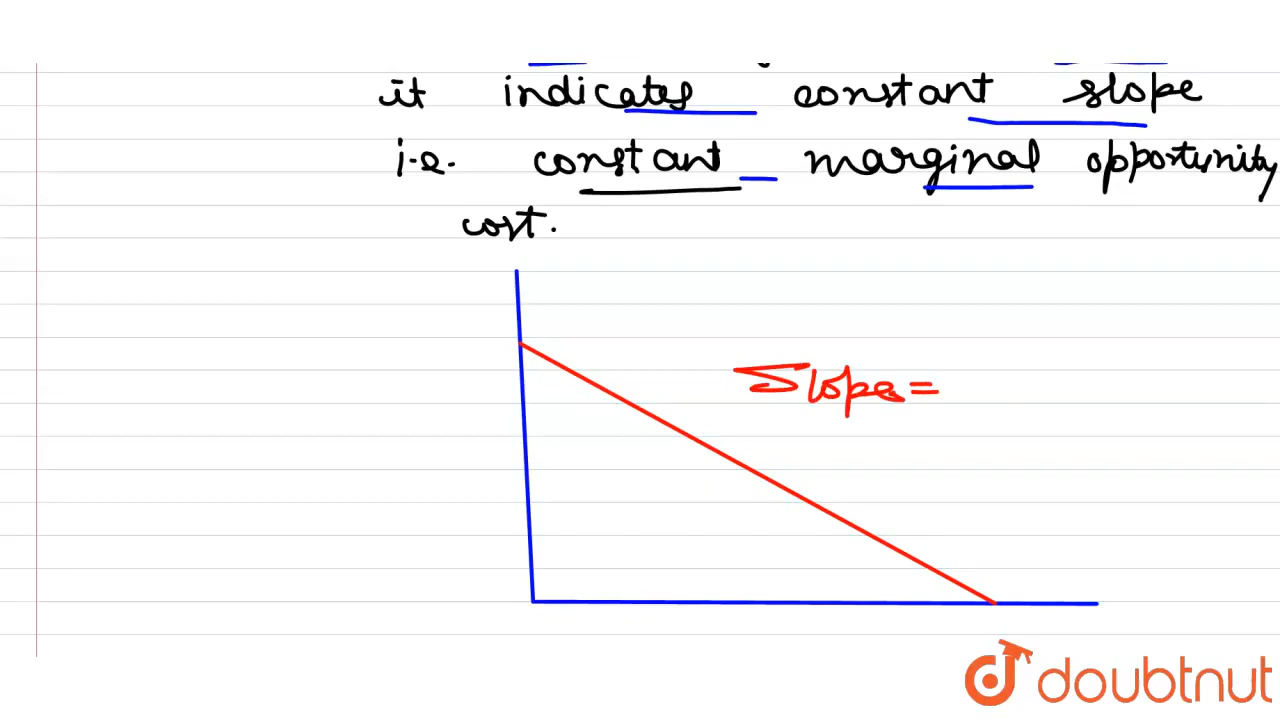 it indicates constant slope
i.e. constant marginal opportunity
cost.
Slope =
doubtnut